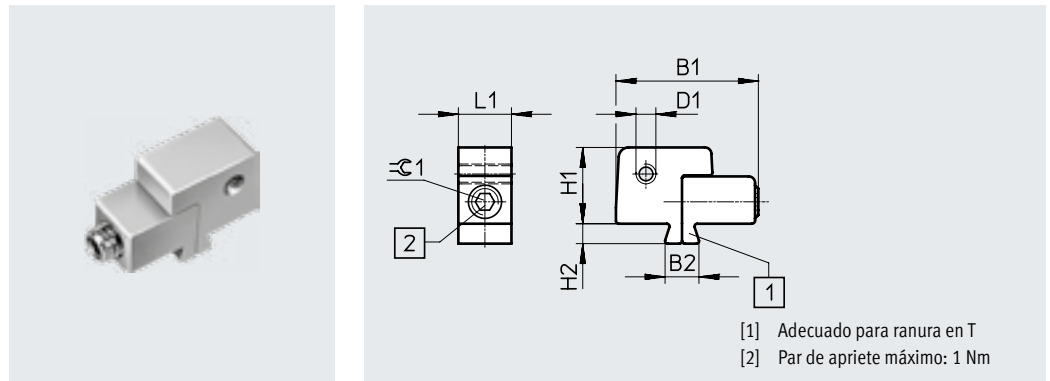 B1
L1
D1
=C1
H1
2
H2
B2
1
[1] Adecuado para ranura en T
[2] Par de apriete máximo: 1 Nm